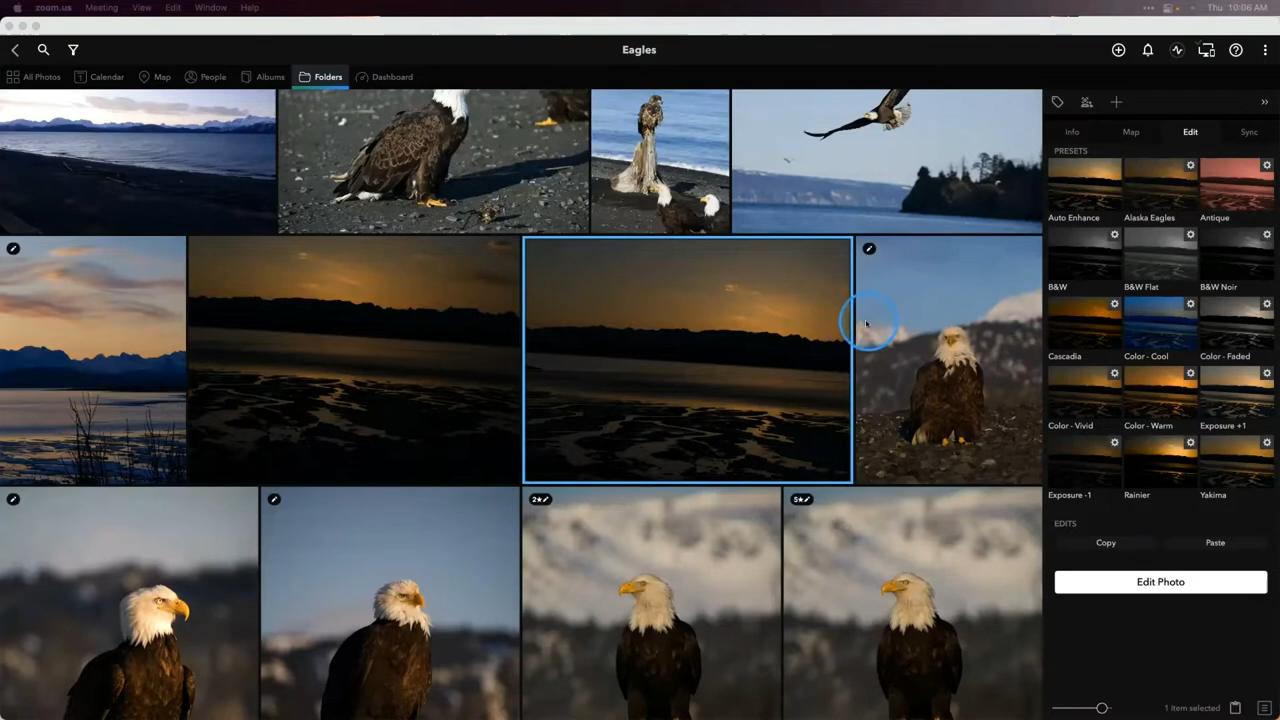 zoom.us Meeting View Edit Window Help Thu 10:06 AM
Eagles
All Photos Calendar Map People Albums Folders Dashboard
Info Map Edit Sync
PRESETS
Auto Enhance Alaska Eagles Antique
B&W B&W Flat B&W Noir
Cascadia Color - Cool Color - Faded
Color - Vivid Color - Warm Exposure +1
Exposure -1 Rainier Yakima
2★ 5★
EDITS
Copy Paste
Edit Photo
1 Item selected